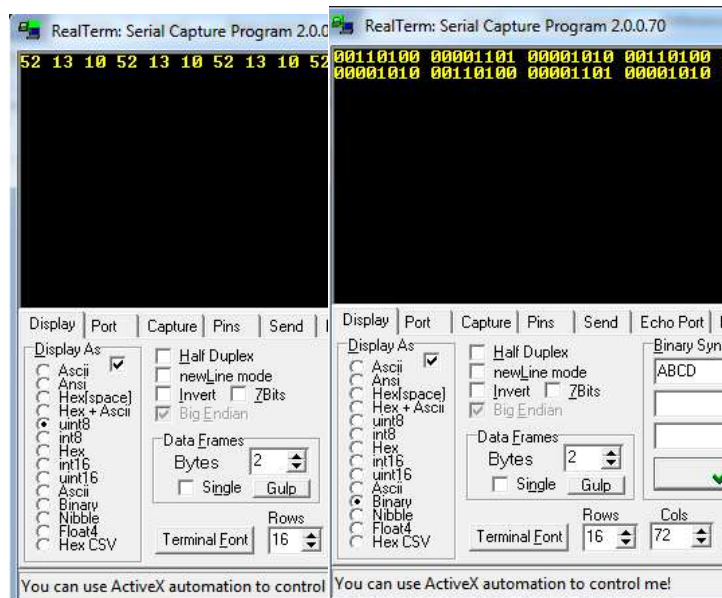 RealTerm: Serial Capture Program 2.0.0
52 13 10 52 13 10 52 13 10 52
Display
Port
Capture
Pins
Send
Display As
Ascii
Ansi
Hex[space]
Hex + Ascii
uint8
int8
Hex
int16
uint16
Ascii
Binary
Nibble
Float4
Hex CSV
Half Duplex
newLine mode
Invert
7Bits
Big Endian
Data Frames
Bytes
2
Single
Gulp
Rows
Terminal Font
16
You can use ActiveX automation to control
RealTerm: Serial Capture Program 2.0.0.70
00110100 00001101 00001010 00110100
00001010 00110100 00001101 00001010
Display
Port
Capture
Pins
Send
Echo Port
Display As
Ascii
Ansi
Hex[space]
Hex + Ascii
uint8
int8
Hex
int16
uint16
Ascii
Binary
Nibble
Float4
Hex CSV
Half Duplex
newLine mode
Invert
7Bits
Big Endian
Data Frames
Bytes
2
Single
Gulp
Binary Syn
ABCD
Rows
Cols
Terminal Font
16
72
You can use ActiveX automation to control me!